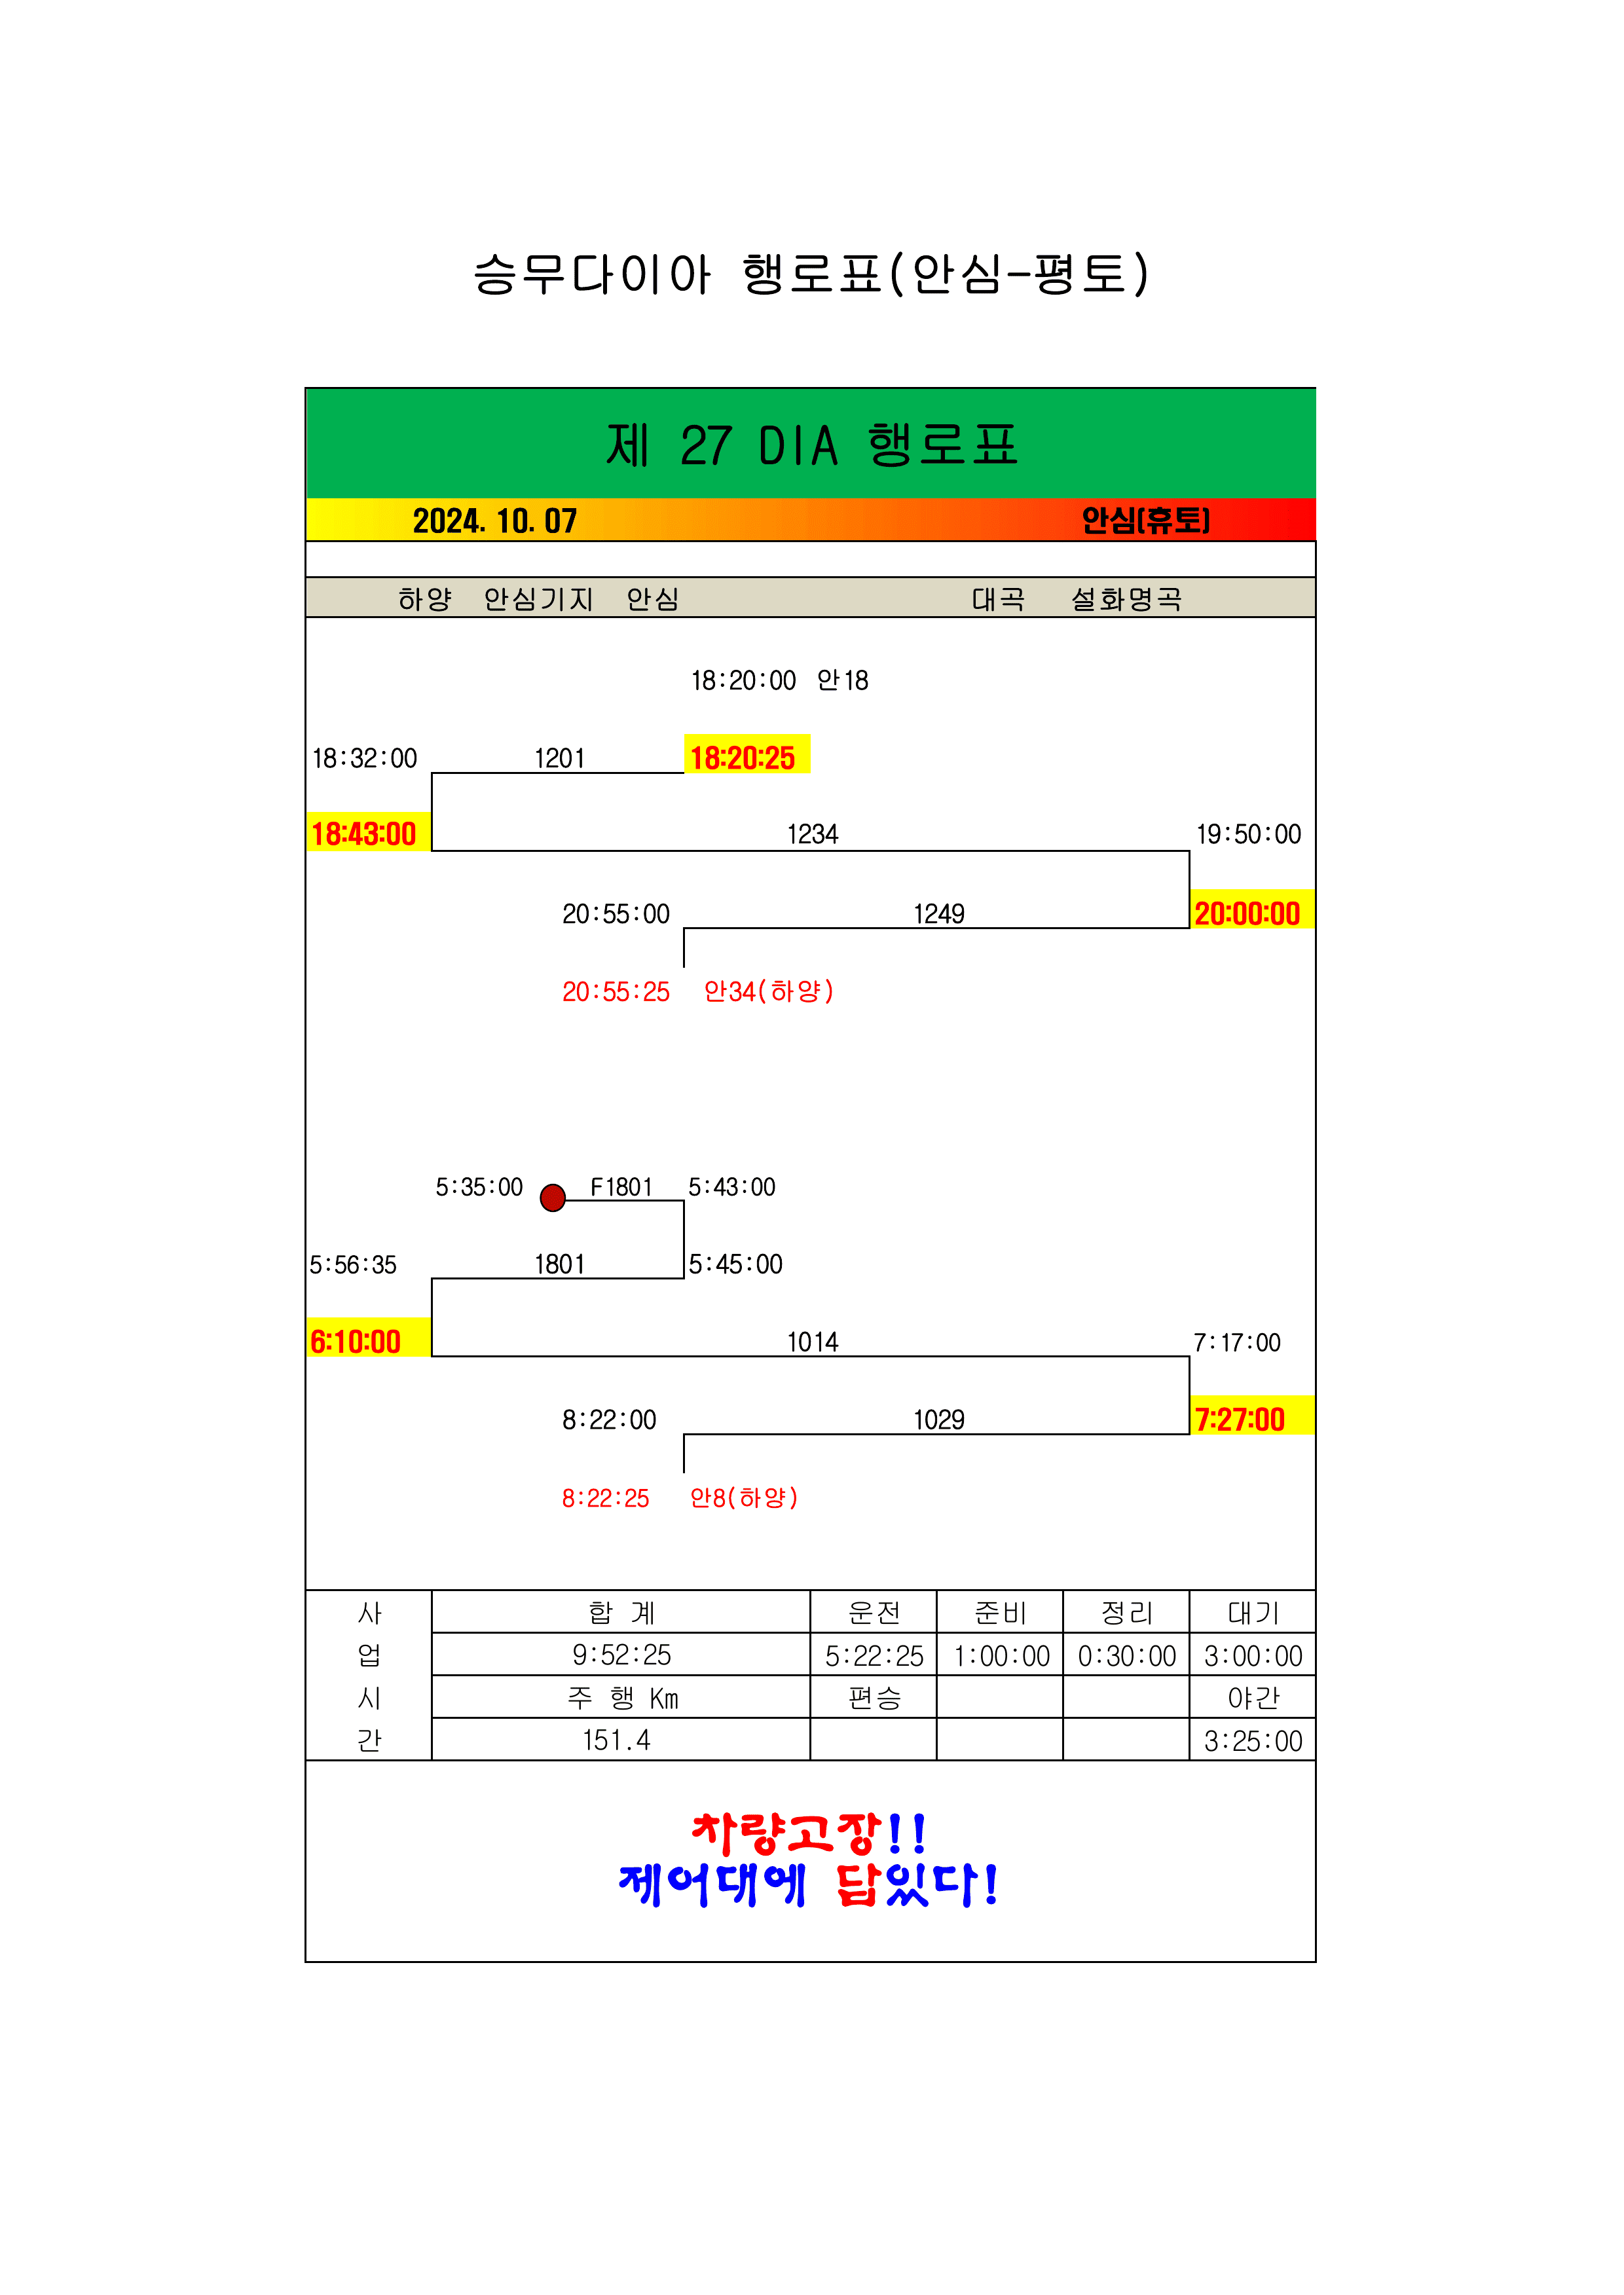 승무다이아 행로표(안심-평토)
제 27 DIA 행로표
2024. 10. 07 안심(휴토)
하양 안심기지 안심 대곡 설화명곡
18:20:00 안18
18:32:00 1201 18:20:25
18:43:00 1234 19:50:00
20:55:00 1249 20:00:00
20:55:25 안34(하양)
5:35:00 F1801 5:43:00
5:56:35 1801 5:45:00
6:10:00 1014 7:17:00
8:22:00 1029 7:27:00
8:22:25 안8(하양)
사 합 계 운전 준비 정리 대기
업 9:52:25 5:22:25 1:00:00 0:30:00 3:00:00
시 주 행 Km 편승 야간
간 151.4 3:25:00
차량고장!!
제어대에 답있다!